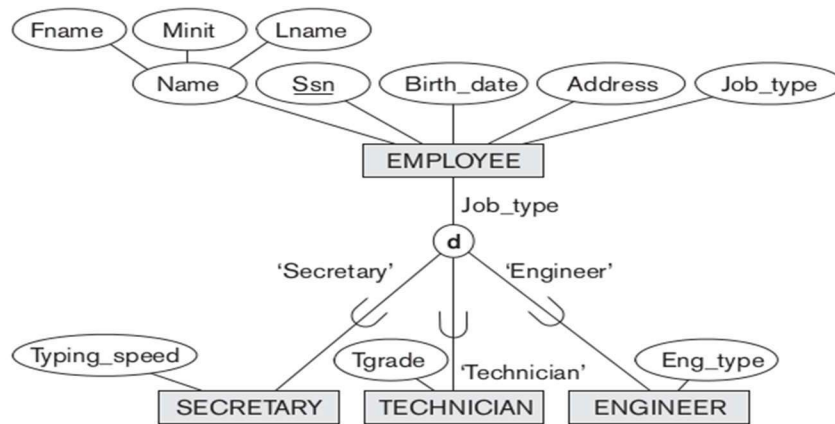 Fname Minit Lname
Name Ssn Birth_date Address Job_type
EMPLOYEE
Job_type
d
‘Secretary’ ‘Engineer’
Typing_speed Tgrade ‘Technician’ Eng_type
SECRETARY TECHNICIAN ENGINEER